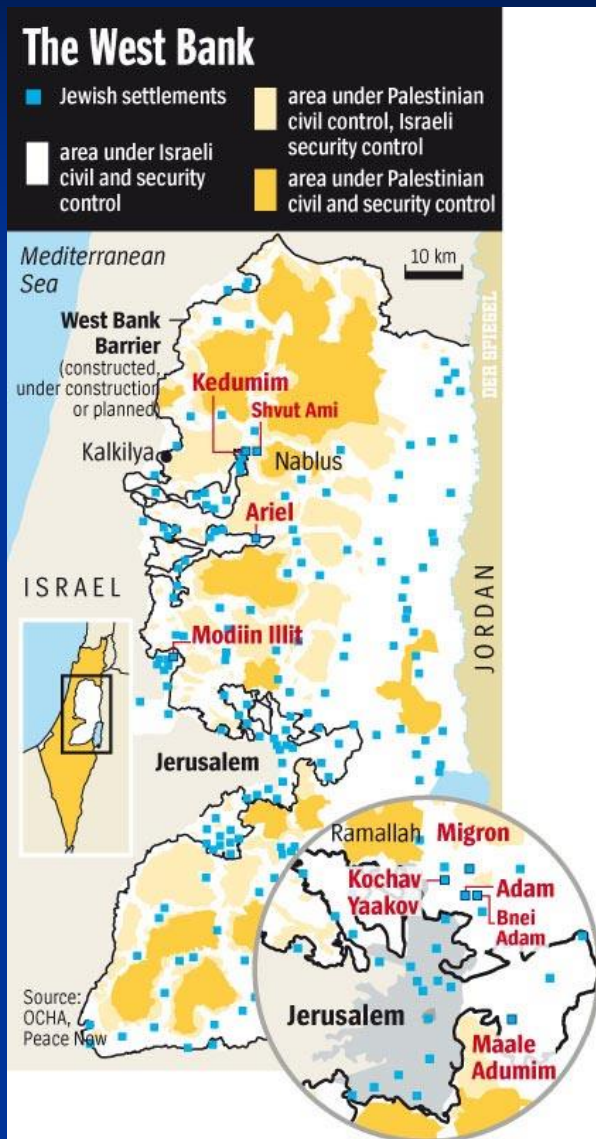 The West Bank
Jewish settlements
area under Israeli
civil and security
control
area under Palestinian
civil control, Israeli
security control
area under Palestinian
civil and security control
Mediterranean
Sea
10 km
DER SPIEGEL
West Bank
Barrier
(constructed,
under construction
or planned)
Kedumim
Shvut Ami
Kalkilya
Nablus
Ariel
ISRAEL
JORDAN
Modiin Illit
Jerusalem
Ramallah
Migron
Kochav
Yaakov
Adam
Bnei
Adam
Jerusalem
Maale
Adumim
Source:
OCHA,
Peace Now